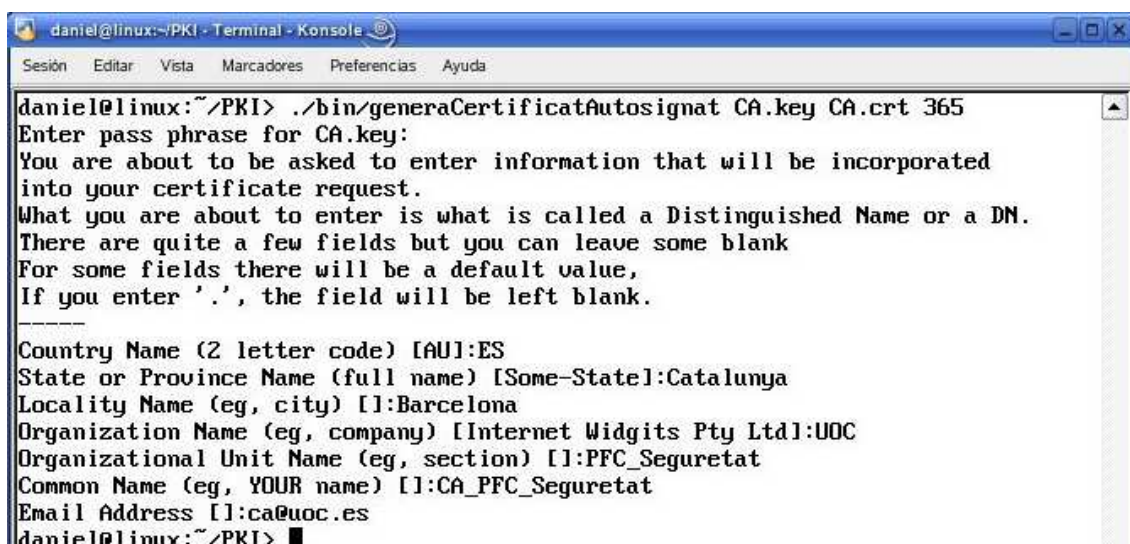 daniel@linux:~/PKI - Terminal - Konsole
Sesión Editar Vista Marcadores Preferencias Ayuda
daniel@linux:~/PKI> ./bin/generaCertificatAutosignat CA.key CA.crt 365
Enter pass phrase for CA.key:
You are about to be asked to enter information that will be incorporated
into your certificate request.
What you are about to enter is what is called a Distinguished Name or a DN.
There are quite a few fields but you can leave some blank
For some fields there will be a default value,
If you enter '.', the field will be left blank.
-----
Country Name (2 letter code) [AU]:ES
State or Province Name (full name) [Some-State]:Catalunya
Locality Name (eg, city) []:Barcelona
Organization Name (eg, company) [Internet Widgits Pty Ltd]:UOC
Organizational Unit Name (eg, section) []:PFC_Seguretat
Common Name (eg, YOUR name) []:CA_PFC_Seguretat
Email Address []:ca@uoc.es
daniel@linux:~/PKI>